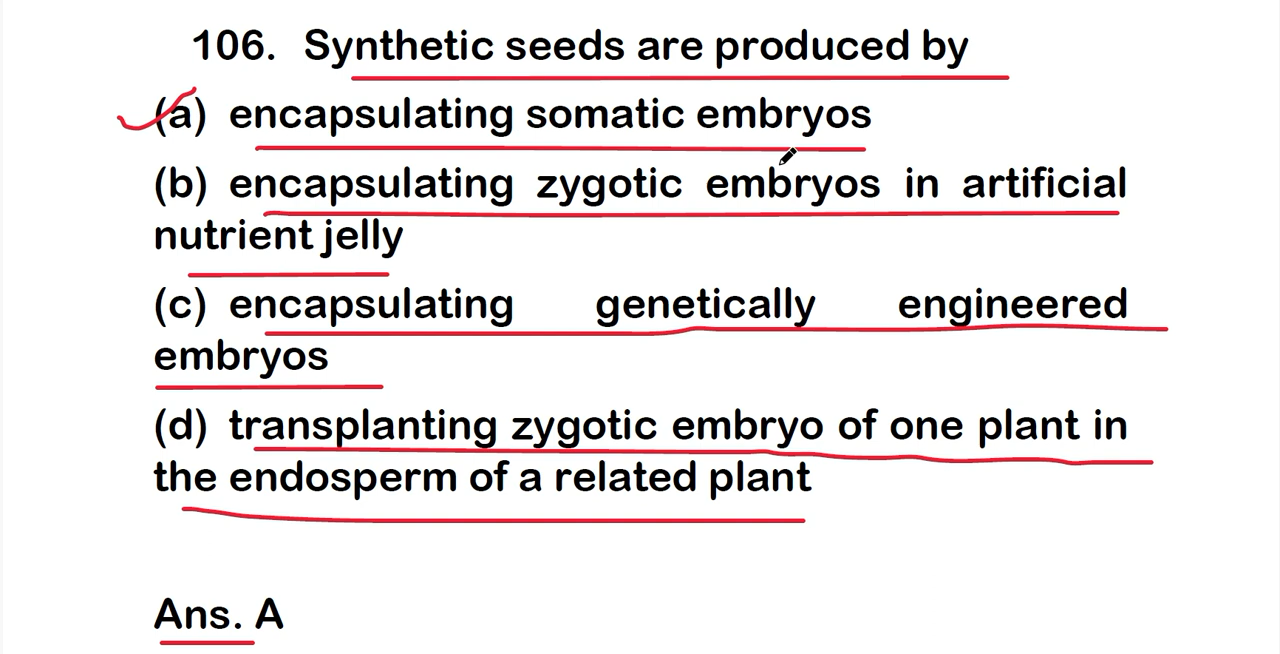 106. Synthetic seeds are produced by
(a) encapsulating somatic embryos
(b) encapsulating zygotic embryos in artificial
nutrient jelly
(c) encapsulating genetically engineered
embryos
(d) transplanting zygotic embryo of one plant in
the endosperm of a related plant
Ans. A